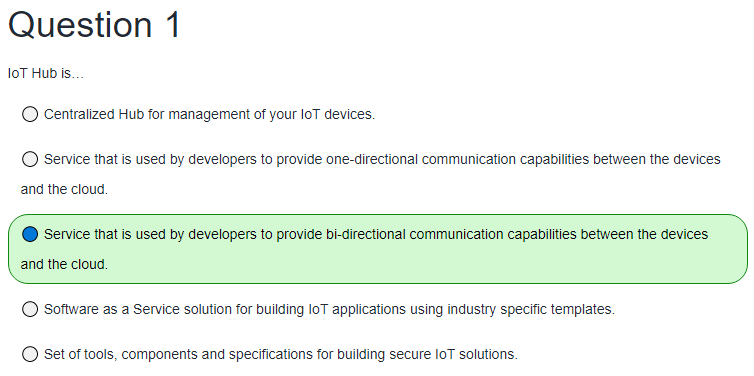 Question 1
IoT Hub is...
Centralized Hub for management of your IoT devices.
Service that is used by developers to provide one-directional communication capabilities between the devices
and the cloud.
Service that is used by developers to provide bi-directional communication capabilities between the devices
and the cloud.
Software as a Service solution for building IoT applications using industry specific templates.
Set of tools, components and specifications for building secure IoT solutions.